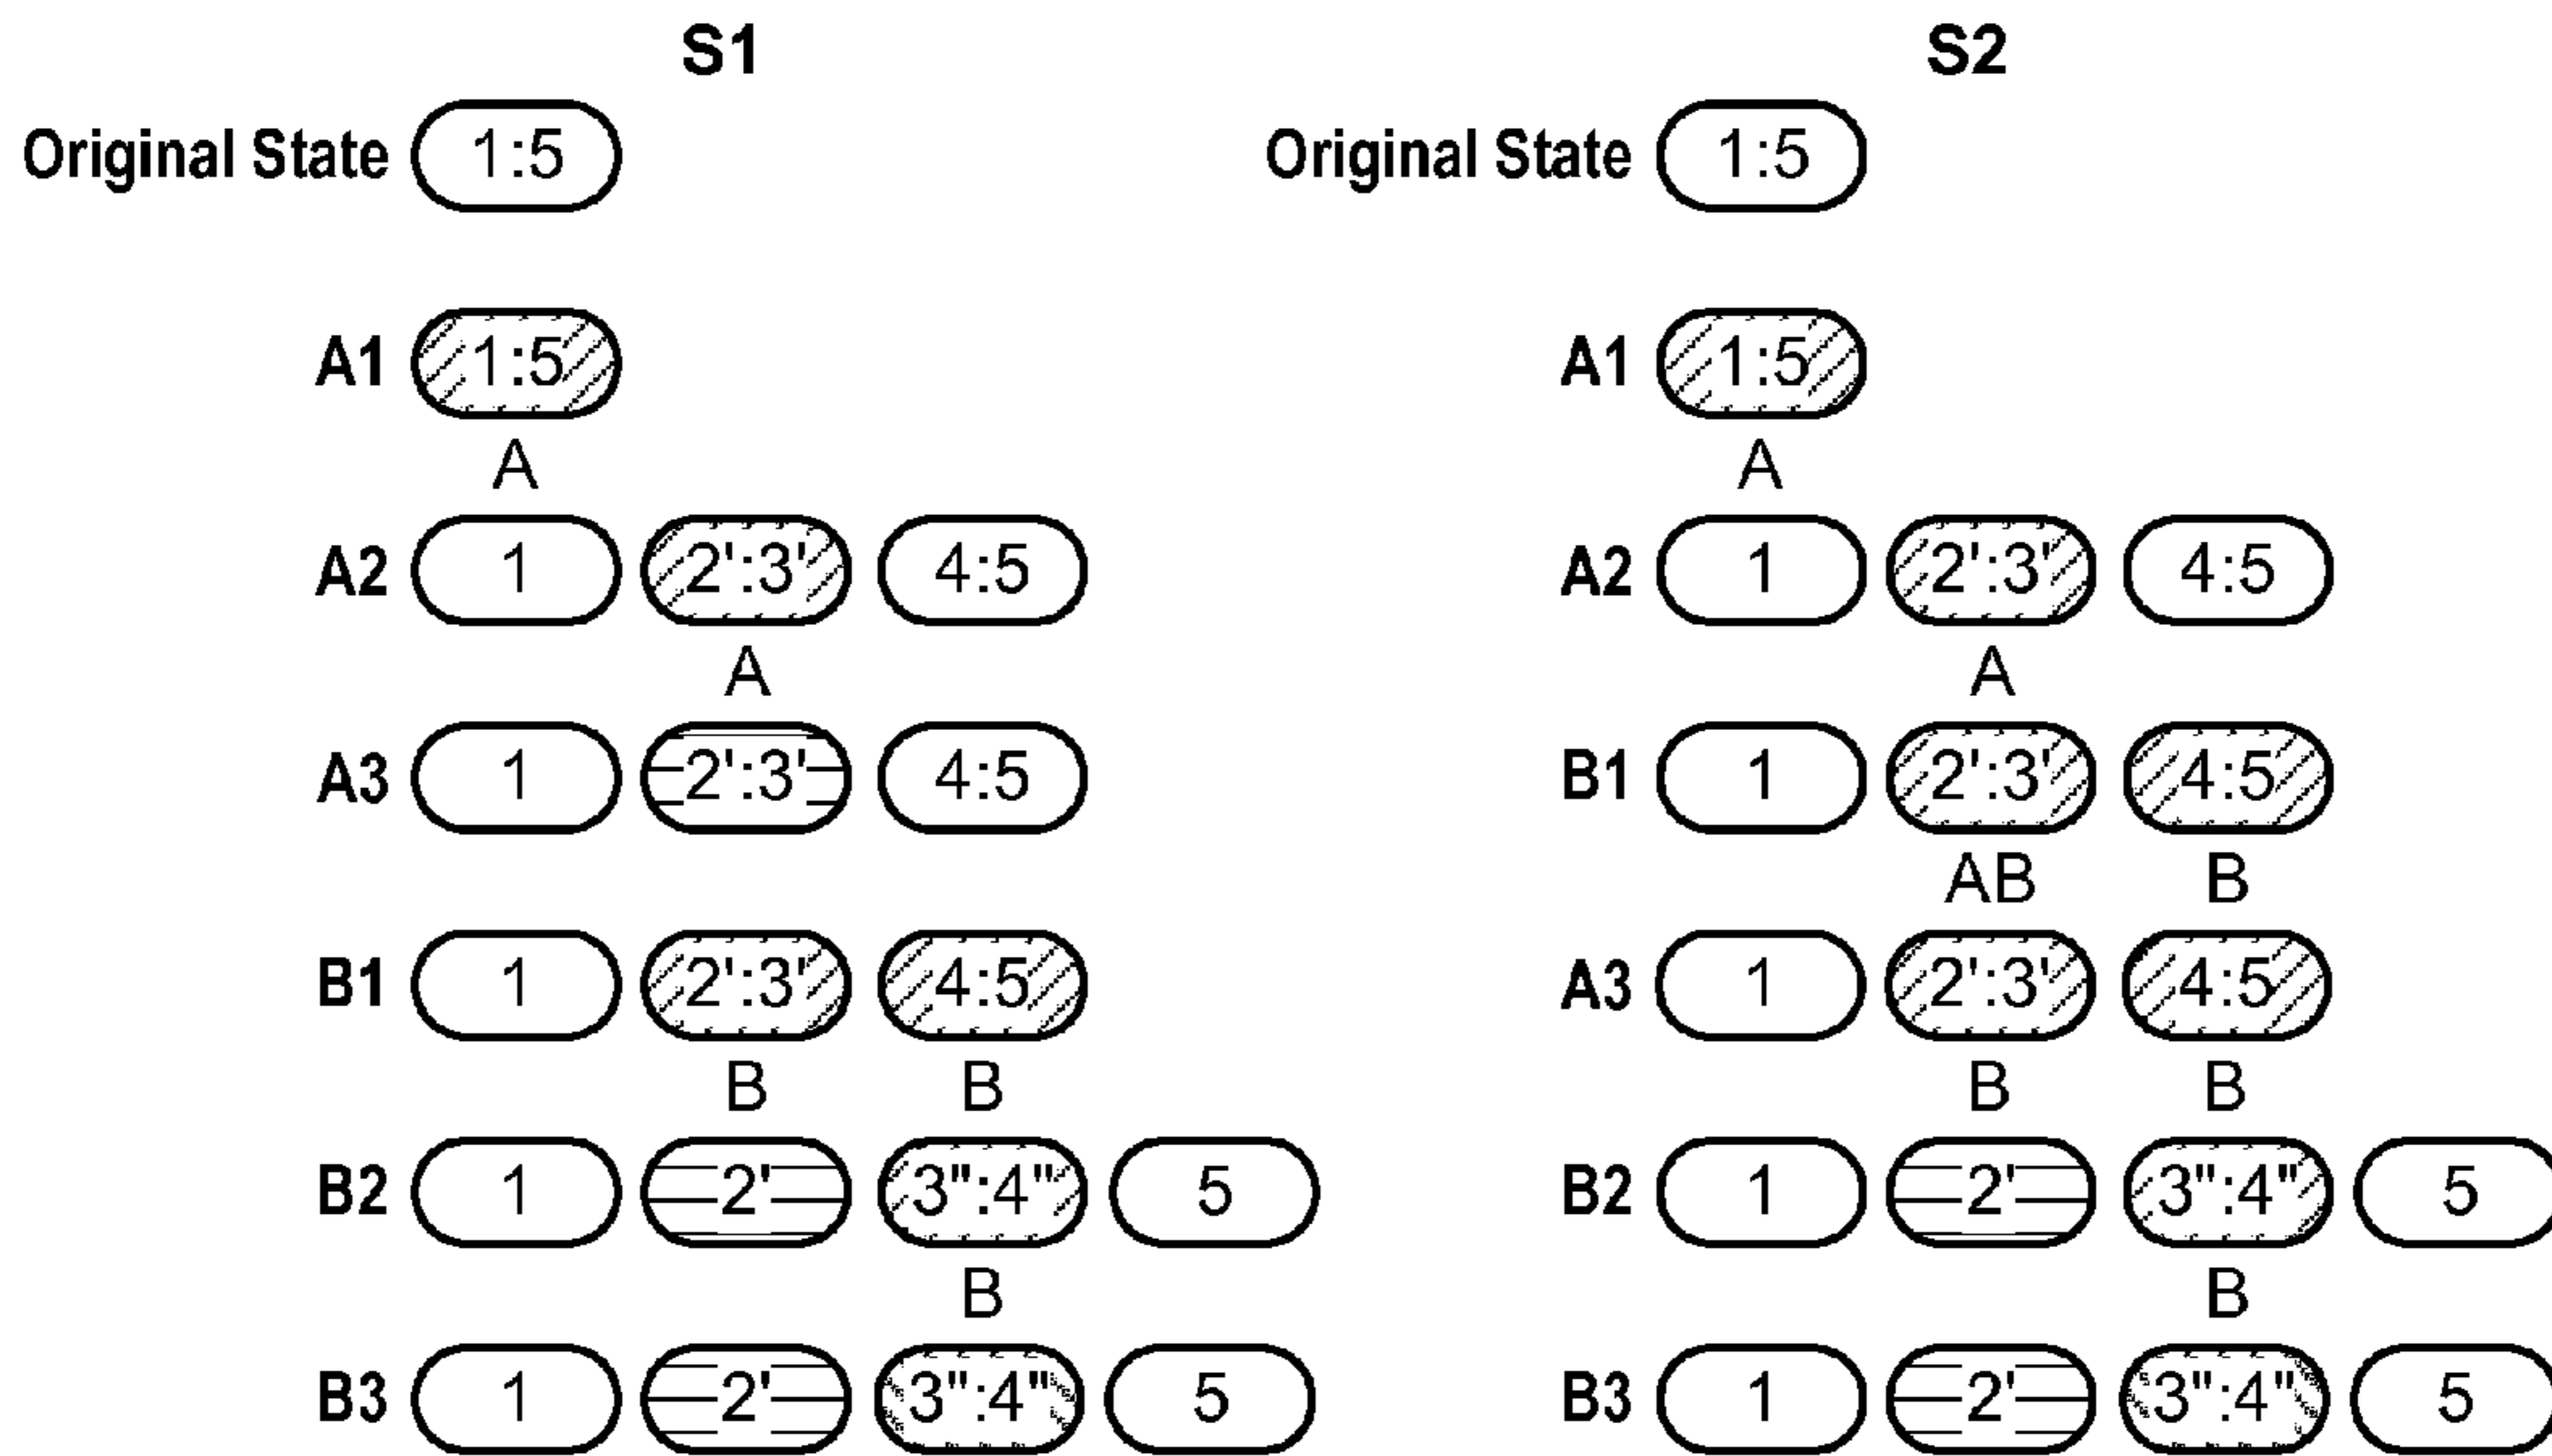 S1 S2
Original State 1:5 Original State 1:5
A1 1:5 A1 1:5
A A
A2 1 2':3' 4:5 A2 1 2':3' 4:5
A A
A3 1 2':3' 4:5 B1 1 2':3' 4:5
AB B
B1 1 2':3' 4:5 A3 1 2':3' 4:5
B B B B
B2 1 2' 3":4" 5 B2 1 2' 3":4" 5
B B
B3 1 2' 3":4" 5 B3 1 2' 3":4" 5